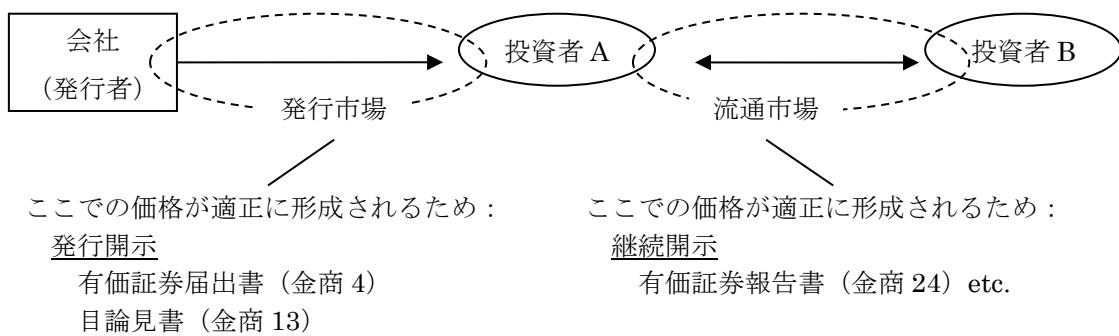 会社
(発行者)
投資者 A
投資者 B
発行市場
流通市場
ここでの価格が適正に形成されるため：
発行開示
有価証券届出書（金商 4）
目論見書（金商 13）
ここでの価格が適正に形成されるため：
継続開示
有価証券報告書（金商 24）etc.